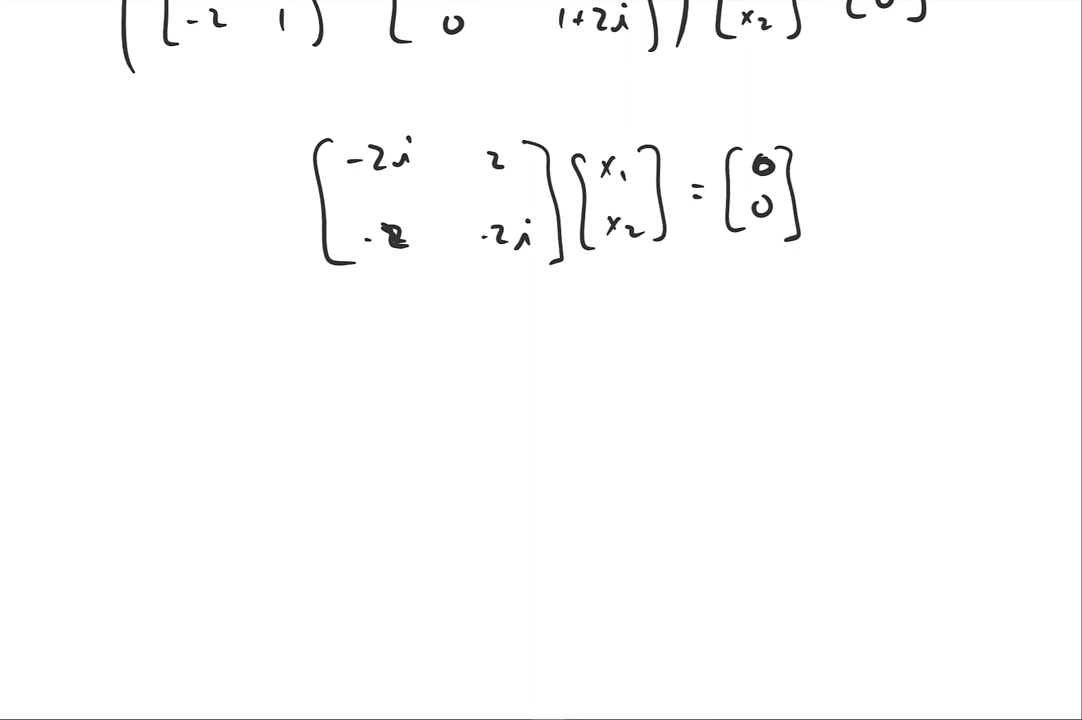 ( [ -2 1 ) [ 0 1+2i ] ) [ x₂ ] [ 0 ]
[ -2i 2 ] [ x₁ ] = [ 0 ]
[ -2 -2i ] [ x₂ ] [ 0 ]